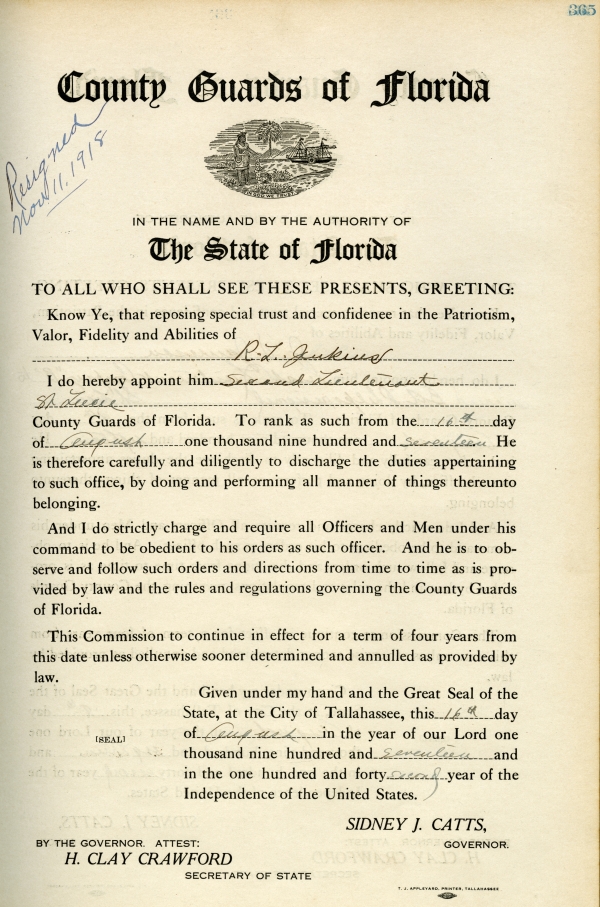 365
County Guards of Florida
Resigned
Nov. 11. 1918
IN GOD WE TRUST
IN THE NAME AND BY THE AUTHORITY OF
The State of Florida
TO ALL WHO SHALL SEE THESE PRESENTS, GREETING:
Know Ye, that reposing special trust and confidenee in the Patriotism,
Valor, Fidelity and Abilities of
R. L. Jenkins
I do hereby appoint him Second Lieutenant
St. Lucie
County Guards of Florida. To rank as such from the 16th day
of August one thousand nine hundred and seventeen He
is therefore carefully and diligently to discharge the duties appertaining
to such office, by doing and performing all manner of things thereunto
belonging.
And I do strictly charge and require all Officers and Men under his
command to be obedient to his orders as such officer. And he is to ob-
serve and follow such orders and directions from time to time as is pro-
vided by law and the rules and regulations governing the County Guards
of Florida.
This Commission to continue in effect for a term of four years from
this date unless otherwise sooner determined and annulled as provided by
law.
Given under my hand and the Great Seal of the
State, at the City of Tallahassee, this 16th day
of August in the year of our Lord one
[SEAL]
thousand nine hundred and seventeen and
in the one hundred and forty second year of the
Independence of the United States.
SIDNEY J. CATTS,
GOVERNOR.
BY THE GOVERNOR. ATTEST:
H. CLAY CRAWFORD
SECRETARY OF STATE
T. J. APPLEYARD, PRINTER, TALLAHASSEE